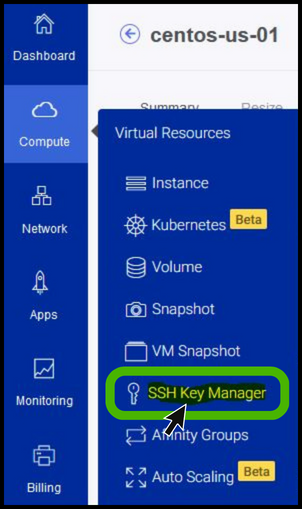 centos-us-01
Dashboard
Compute
Network
Apps
Monitoring
Billing
Summary
Resize
Virtual Resources
Instance
Kubernetes Beta
Volume
Snapshot
VM Snapshot
SSH Key Manager
Affinity Groups
Auto Scaling Beta